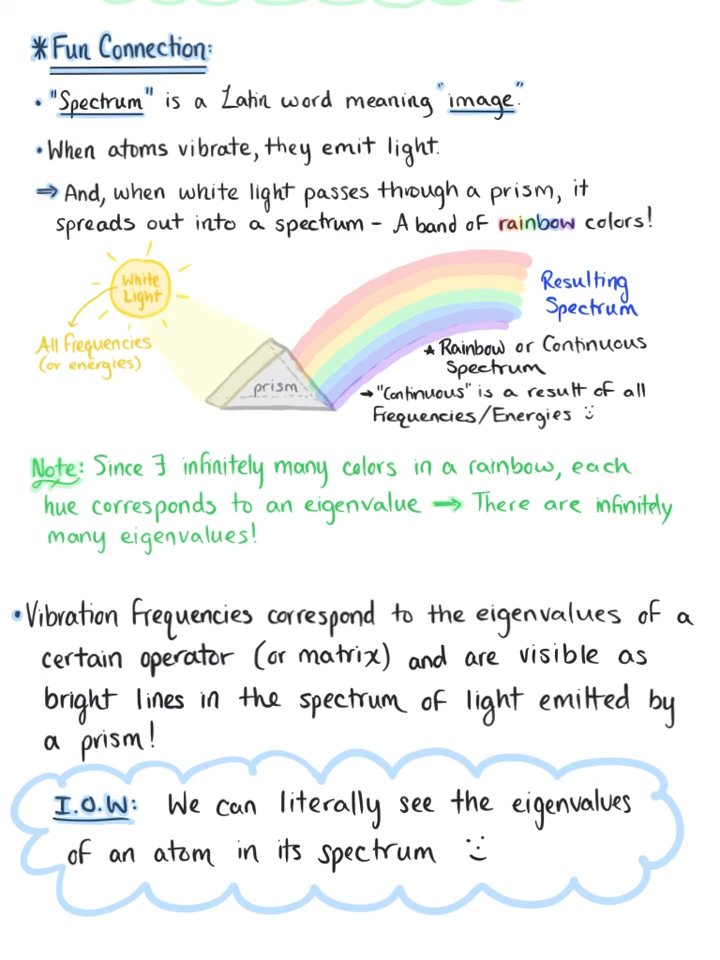 *Fun Connection:
• "Spectrum" is a Latin word meaning "image".
• When atoms vibrate, they emit light.
⇒ And, when white light passes through a prism, it
spreads out into a spectrum - A band of rainbow colors!
White
Light
All Frequencies
(or energies)
prism
Resulting
Spectrum
★ Rainbow or Continuous
Spectrum
→ "Continuous" is a result of all
Frequencies/Energies :)
Note: Since ∃ infinitely many colors in a rainbow, each
hue corresponds to an eigenvalue → There are infinitely
many eigenvalues!
• Vibration frequencies correspond to the eigenvalues of a
certain operator (or matrix) and are visible as
bright lines in the spectrum of light emitted by
a prism!
I.O.W: We can literally see the eigenvalues
of an atom in its spectrum :)